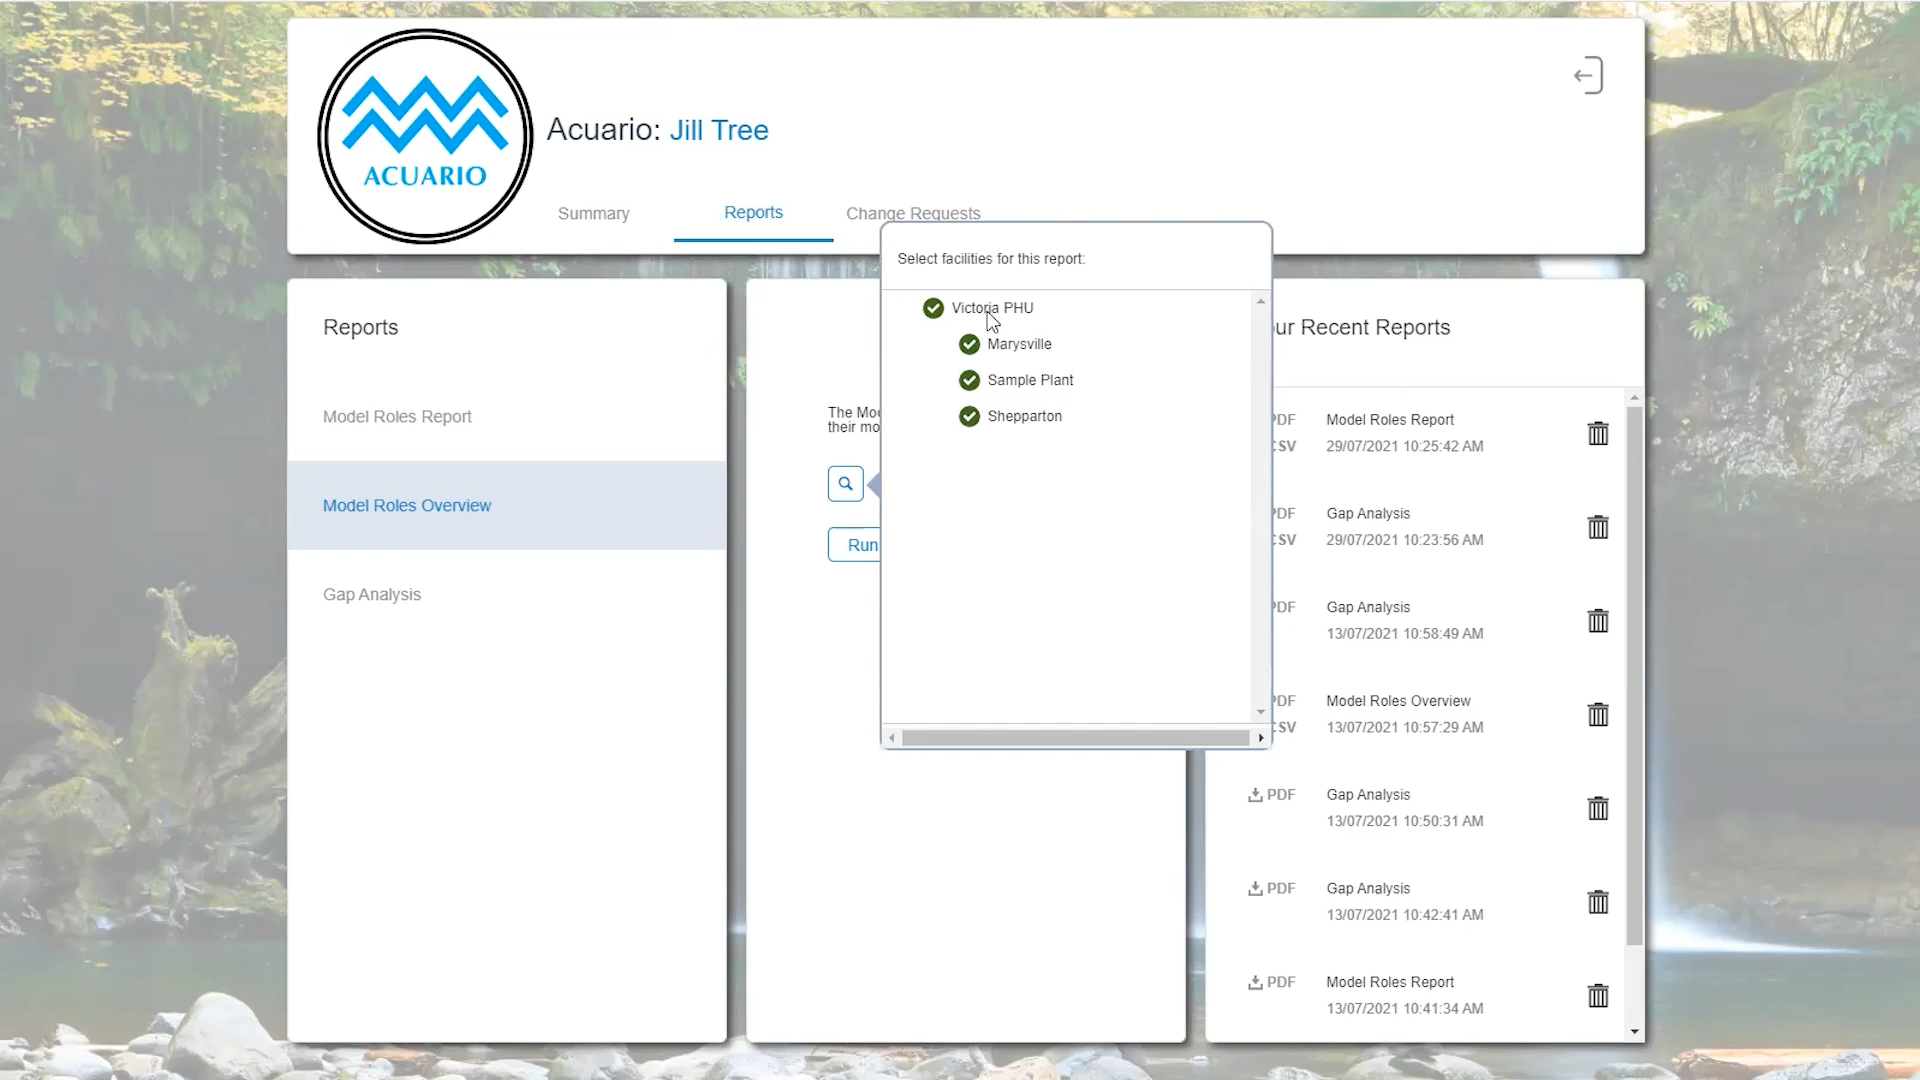 ACUARIO
Acuario: Jill Tree
Summary
Reports
Change Requests
Reports
Model Roles Report
Model Roles Overview
Gap Analysis
The Mod
their mo
Run
Select facilities for this report:
Victoria PHU
Marysville
Sample Plant
Shepparton
ur Recent Reports
PDF
Model Roles Report
CSV
29/07/2021 10:25:42 AM
PDF
Gap Analysis
CSV
29/07/2021 10:23:56 AM
PDF
Gap Analysis
13/07/2021 10:58:49 AM
PDF
Model Roles Overview
CSV
13/07/2021 10:57:29 AM
PDF
Gap Analysis
13/07/2021 10:50:31 AM
PDF
Gap Analysis
13/07/2021 10:42:41 AM
PDF
Model Roles Report
13/07/2021 10:41:34 AM